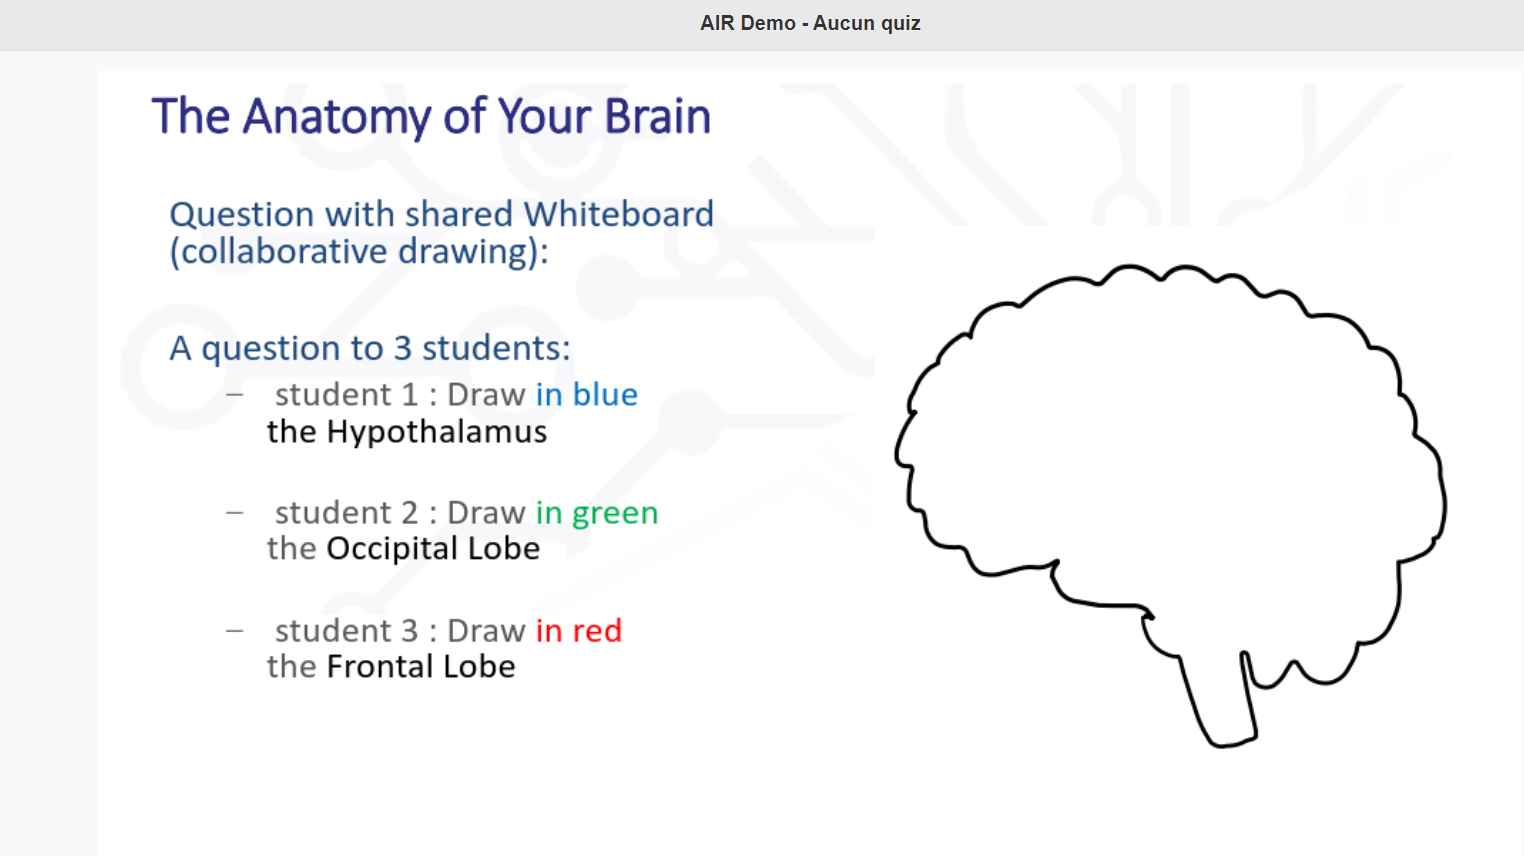 AIR Demo - Aucun quiz
The Anatomy of Your Brain
Question with shared Whiteboard
(collaborative drawing):
A question to 3 students:
– student 1 : Draw in blue
the Hypothalamus
– student 2 : Draw in green
the Occipital Lobe
– student 3 : Draw in red
the Frontal Lobe